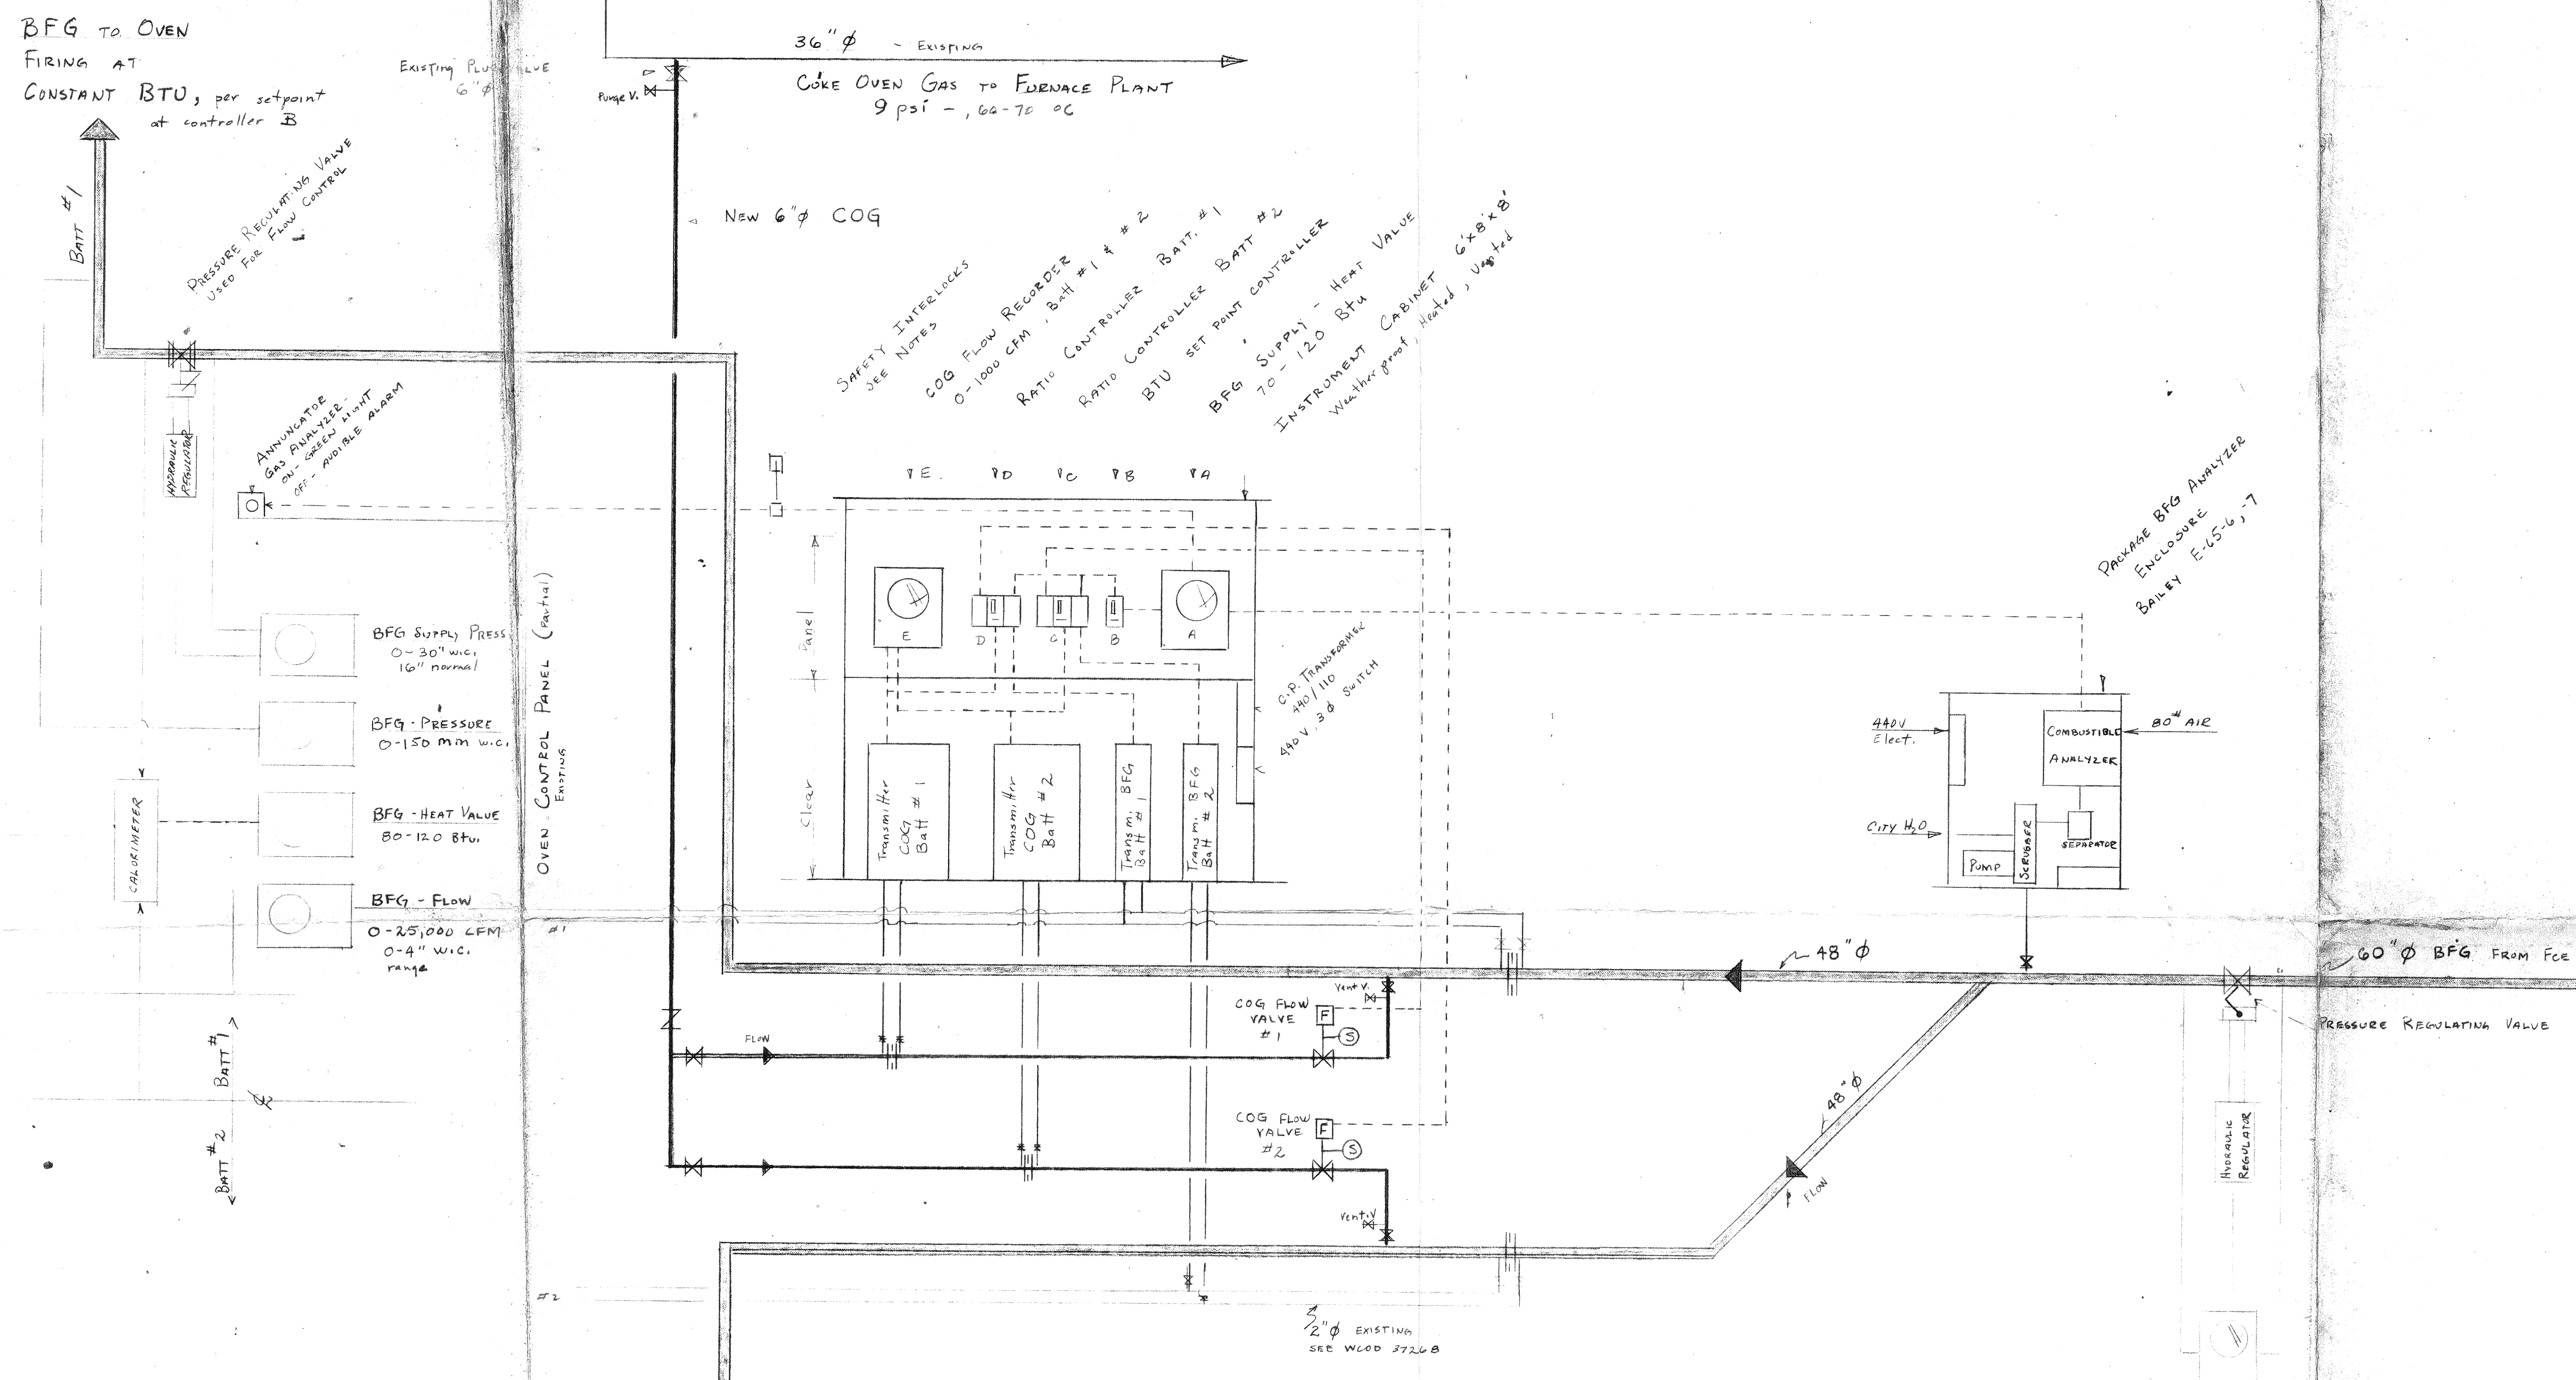 BFG TO OVEN
FIRING AT
CONSTANT BTU, per setpoint
at controller B
BATT #1
PRESSURE REGULATING VALVE
USED FOR FLOW CONTROL
EXISTING
6"Ø
Purge V.
36"Ø - EXISTING
COKE OVEN GAS TO FURNACE PLANT
9 psi - , 60-70 °C
NEW 6"Ø COG
HYDRAULIC
REGULATOR
ANNUNCATOR
GAS ANALYZER -
ON - GREEN LIGHT
OFF - AUDIBLE ALARM
SAFETY INTERLOCKS
SEE NOTES
COG FLOW RECORDER
0-1000 CFM, Batt #1 & #2
RATIO CONTROLLER BATT. #1
RATIO CONTROLLER BATT #2
BTU SET POINT CONTROLLER
BFG SUPPLY - HEAT VALUE
70 - 120 Btu
INSTRUMENT CABINET 6'x8'x8'
Weatherproof, Heated, Vented
E.
D
C
B
A
Panel
Clear
E
D
C
B
A
C.P. TRANSFORMER
440/110
440 V, 3Ø SWITCH
Transmitter
COG
Batt #1
Transmitter
COG
Batt #2
Transm. BFG
Batt #1
Transm. BFG
Batt #2
BFG SUPPLY PRESS
0-30" W.C.
16" normal
BFG - PRESSURE
0-150 mm W.C.
BFG - HEAT VALUE
80-120 Btu.
BFG - FLOW
0-25,000 CFM
0-4" W.C.
range
CALORIMETER
OVEN CONTROL PANEL (Partial)
EXISTING
#1
BATT #1
BATT #2
#2
PACKAGE BFG ANALYZER
ENCLOSURE
BAILEY E-65-6, -7
440V
Elect.
COMBUSTIBLE
ANALYZER
80# AIR
CITY H2O
PUMP
SCRUBBER
SEPARATOR
48"Ø
60"Ø BFG FROM FCE
PRESSURE REGULATING VALVE
HYDRAULIC
REGULATOR
FLOW
COG FLOW
VALVE
#1
F
S
Vent V.
COG FLOW
VALVE
#2
F
S
Vent. V
48"Ø
FLOW
2"Ø EXISTING
SEE WCOD 37268